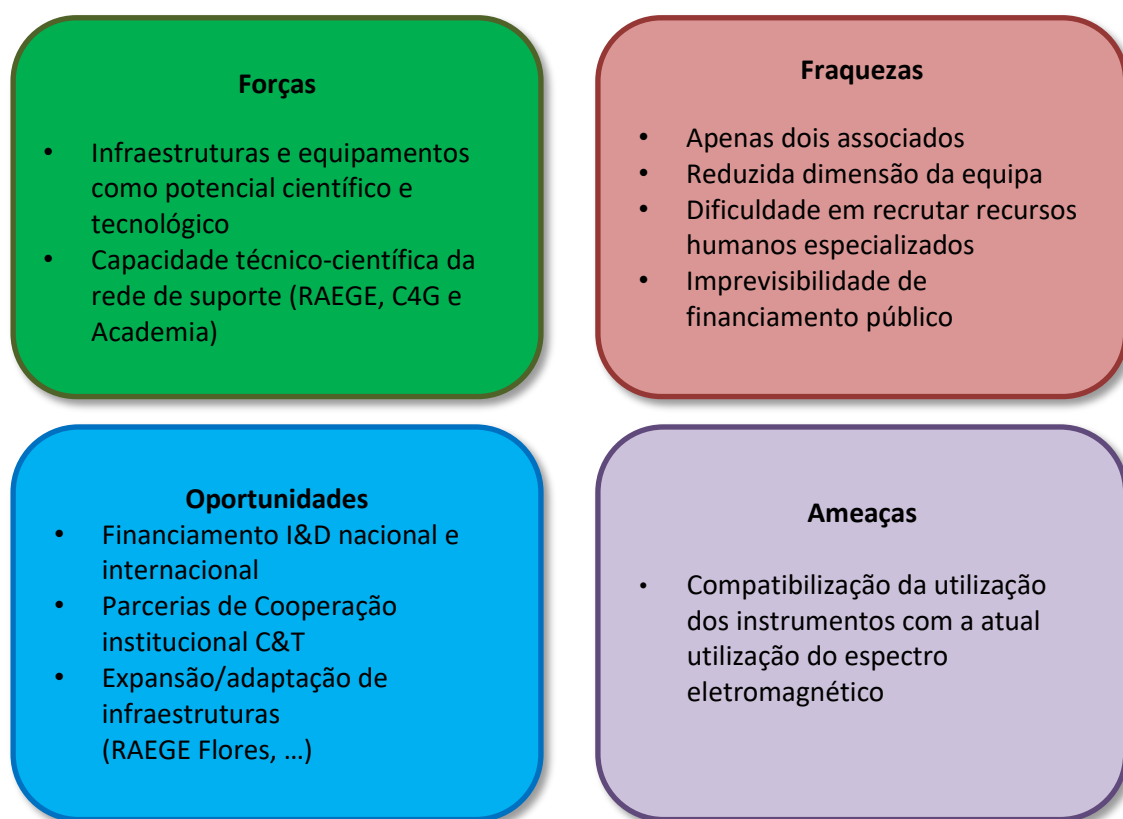 Forças
• Infraestruturas e equipamentos
como potencial científico e
tecnológico
• Capacidade técnico-científica da
rede de suporte (RAEGE, C4G e
Academia)
Fraquezas
• Apenas dois associados
• Reduzida dimensão da equipa
• Dificuldade em recrutar recursos
humanos especializados
• Imprevisibilidade de
financiamento público
Oportunidades
• Financiamento I&D nacional e
internacional
• Parcerias de Cooperação
institucional C&T
• Expansão/adaptação de
infraestruturas
(RAEGE Flores, …)
Ameaças
• Compatibilização da utilização
dos instrumentos com a atual
utilização do espectro
eletromagnético